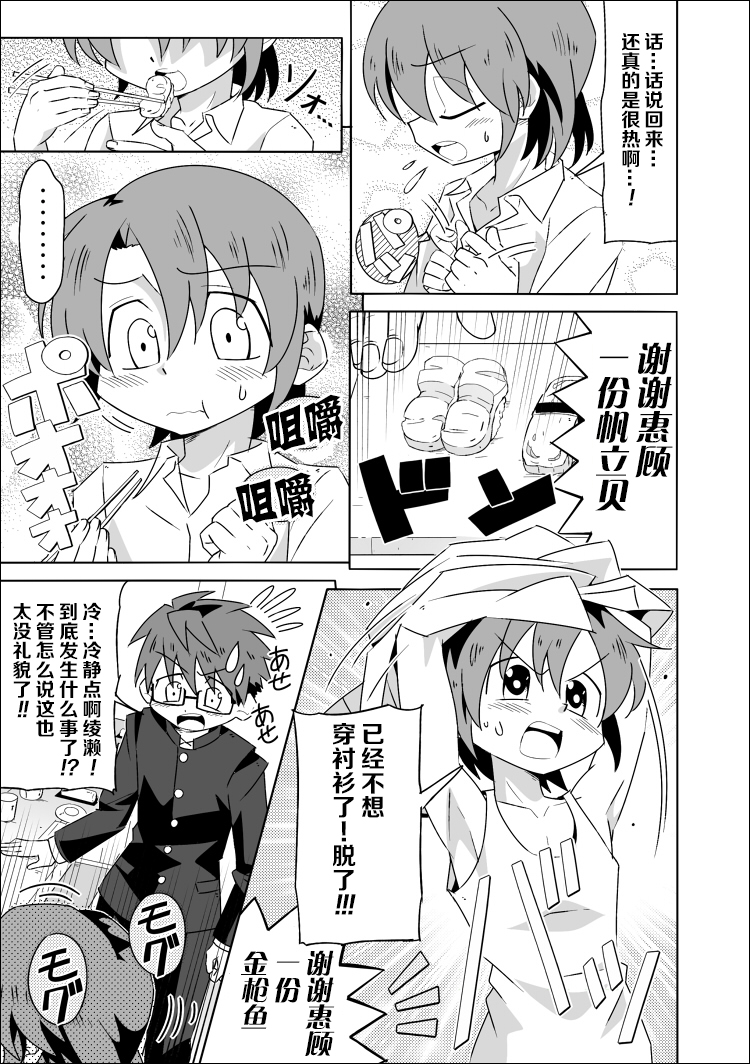 话…话说回来…
还真的是很热啊…!
ソォ…
………
ポオオオオ
咀嚼
咀嚼
谢谢惠顾
一份帆立贝
ドン
已经不想
穿衬衫了!脱了!!!
谢谢惠顾
一份
金枪鱼
あせ
あせ
冷…冷静点啊绫濑!
到底发生什么事了!?
不管怎么说这也
太没礼貌了!!
モグ
モグ